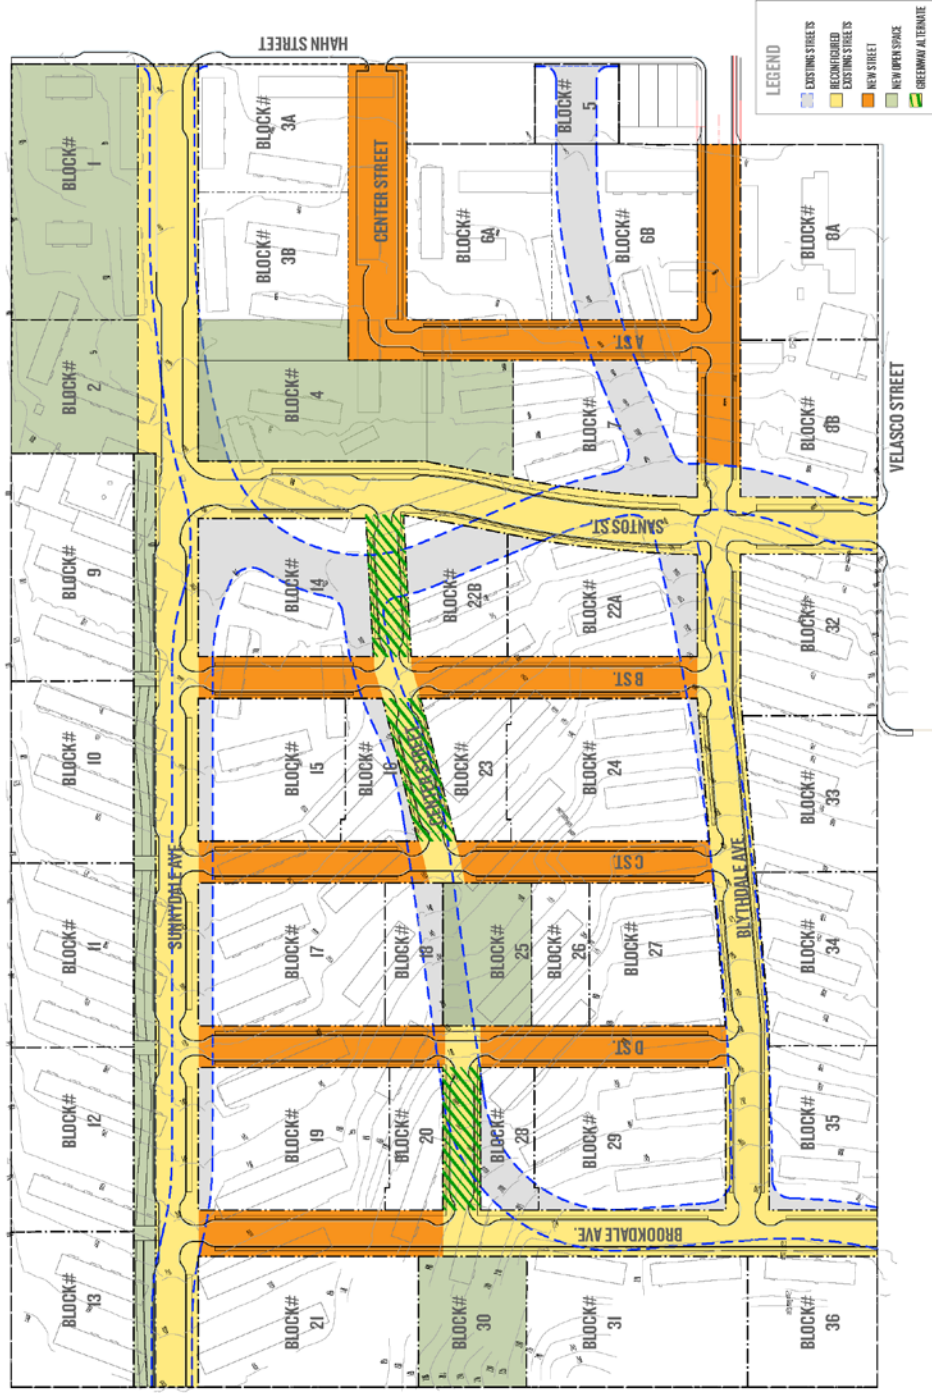 HAHN STREET
BLOCK#
1
BLOCK#
3A
CENTER STREET
BLOCK#
5
LEGEND
EXISTING STREETS
RECONFIGURED
EXISTING STREETS
NEW STREET
NEW OPEN SPACE
GREENWAY ALTERNATE
BLOCK#
3B
BLOCK#
6A
BLOCK#
6B
BLOCK#
8A
BLOCK#
2
BLOCK#
4
A ST.
BLOCK#
7
BLOCK#
8B
VELASCO STREET
SANTOS ST.
BLOCK#
9
BLOCK#
14
BLOCK#
22B
BLOCK#
22A
BLOCK#
32
B ST.
BLOCK#
10
BLOCK#
15
BLOCK#
16
CENTER STREET
BLOCK#
23
BLOCK#
24
BLOCK#
33
C ST.
SUNNYDALE AVE
BLYTHDALE AVE
BLOCK#
11
BLOCK#
17
BLOCK#
18
BLOCK#
25
BLOCK#
26
BLOCK#
27
BLOCK#
34
D ST.
BLOCK#
12
BLOCK#
19
BLOCK#
20
BLOCK#
28
BLOCK#
29
BLOCK#
35
BROOKDALE AVE.
BLOCK#
13
BLOCK#
21
BLOCK#
30
BLOCK#
31
BLOCK#
36